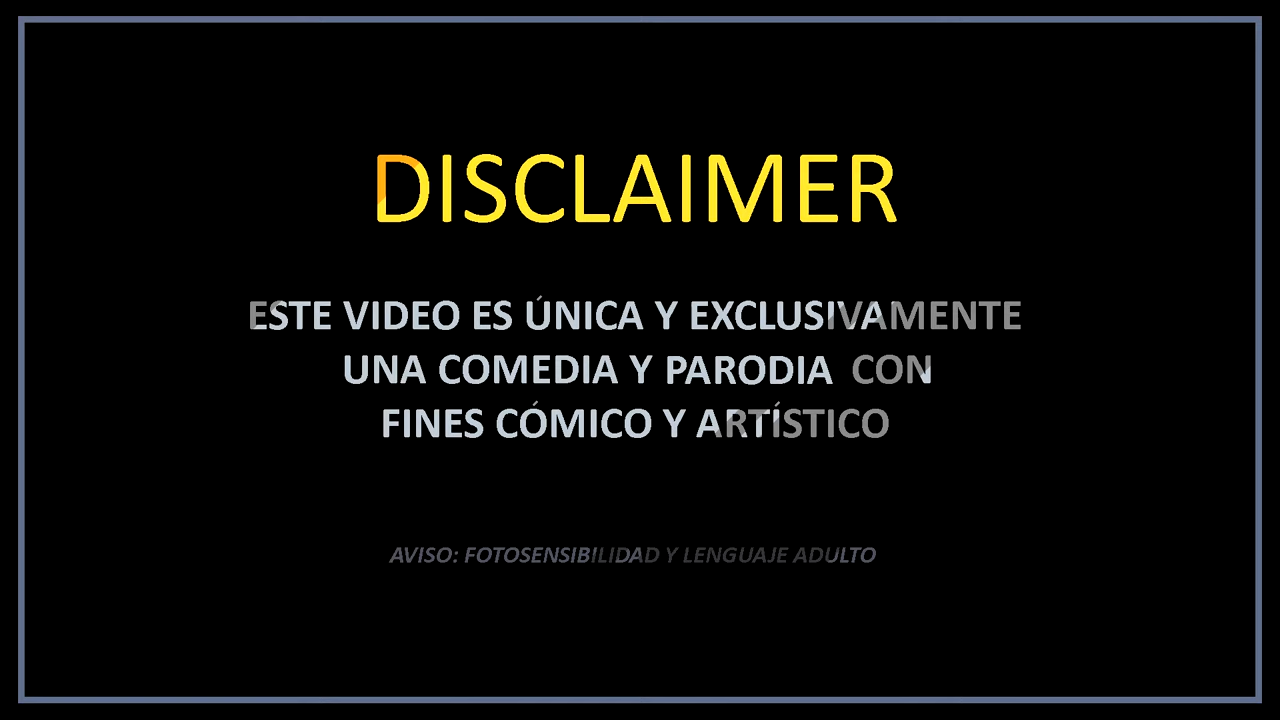 DISCLAIMER
ESTE VIDEO ES ÚNICA Y EXCLUSIVAMENTE
UNA COMEDIA Y PARODIA CON
FINES CÓMICO Y ARTÍSTICO
AVISO: FOTOSENSIBILIDAD Y LENGUAJE ADULTO